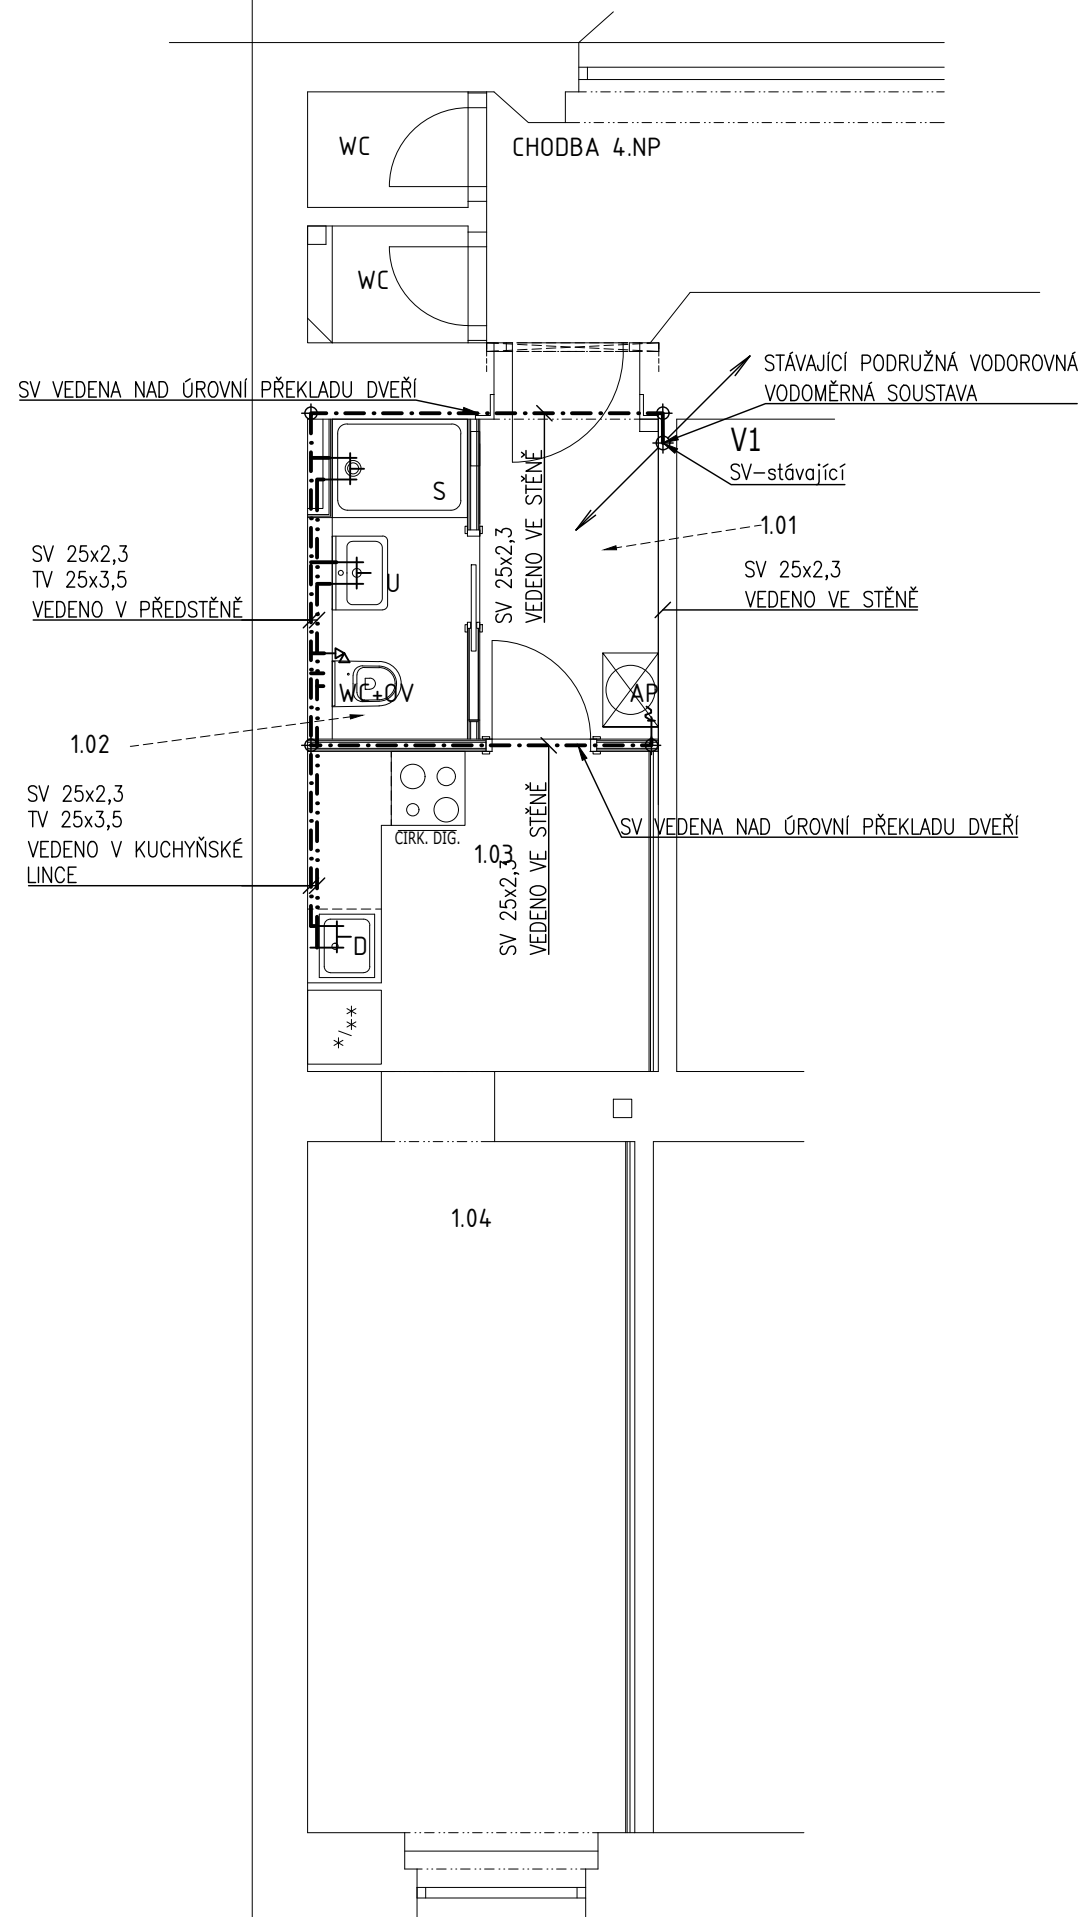 WC
CHODBA 4.NP
WC
STÁVAJÍCÍ PODRUŽNÁ VODOROVNÁ
VODOMĚRNÁ SOUSTAVA
SV VEDENA NAD ÚROVNÍ PŘEKLADU DVEŘÍ
V1
SV-stávající
S
SV 25x2,3
VEDENO VE STĚNĚ
1.01
SV 25x2,3
TV 25x3,5
VEDENO V PŘEDSTĚNĚ
U
SV 25x2,3
VEDENO VE STĚNĚ
WC+OV
AP
1.02
SV 25x2,3
TV 25x3,5
VEDENO V KUCHYŇSKÉ
LINCE
CIRK. DIG.
1.03
SV 25x2,3
VEDENO VE STĚNĚ
SV VEDENA NAD ÚROVNÍ PŘEKLADU DVEŘÍ
D
*/**
1.04